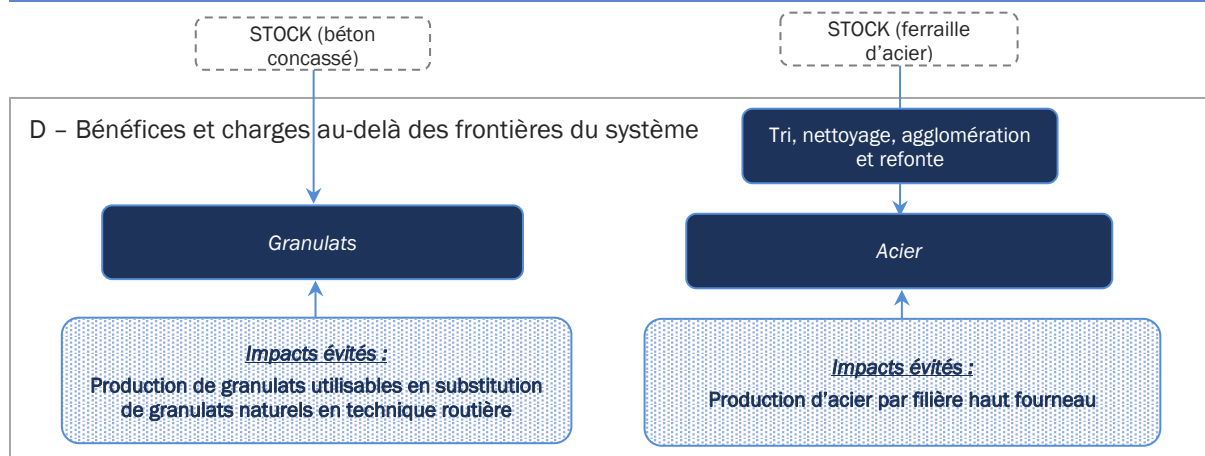 STOCK (béton
concassé)
STOCK (ferraille
d’acier)
D – Bénéfices et charges au-delà des frontières du système
Tri, nettoyage, agglomération
et refonte
Granulats
Acier
Impacts évités :
Production de granulats utilisables en substitution
de granulats naturels en technique routière
Impacts évités :
Production d’acier par filière haut fourneau